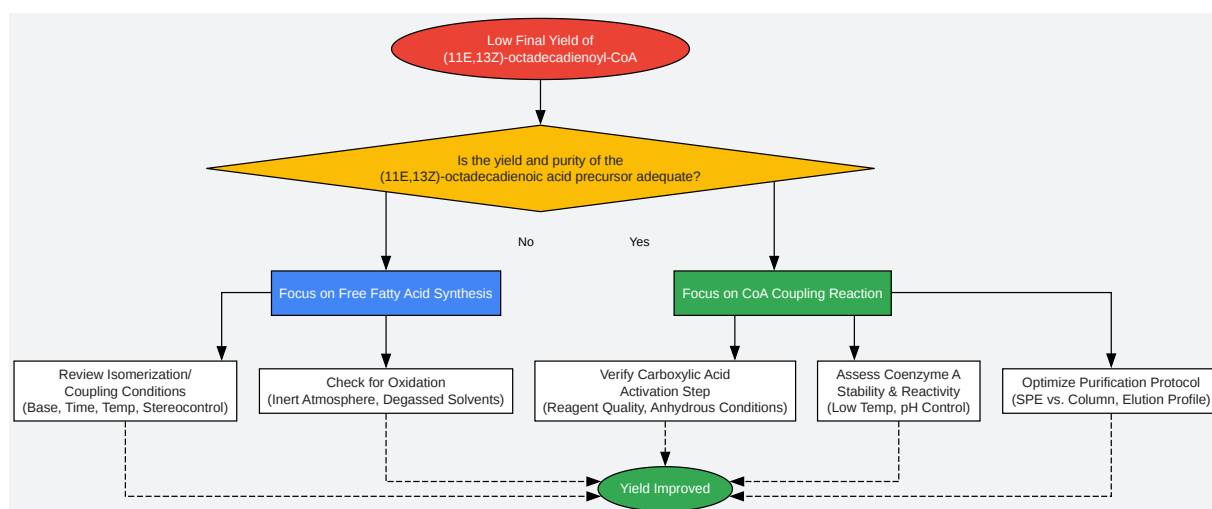 Low Final Yield of
(11E,13Z)-octadecadienoyl-CoA
Is the yield and purity of the
(11E,13Z)-octadecadienoic acid precursor adequate?
No
Yes
Focus on Free Fatty Acid Synthesis
Focus on CoA Coupling Reaction
Review Isomerization/
Coupling Conditions
(Base, Time, Temp, Stereocontrol)
Check for Oxidation
(Inert Atmosphere, Degassed Solvents)
Verify Carboxylic Acid
Activation Step
(Reagent Quality, Anhydrous Conditions)
Assess Coenzyme A
Stability & Reactivity
(Low Temp, pH Control)
Optimize Purification Protocol
(SPE vs. Column, Elution Profile)
Yield Improved